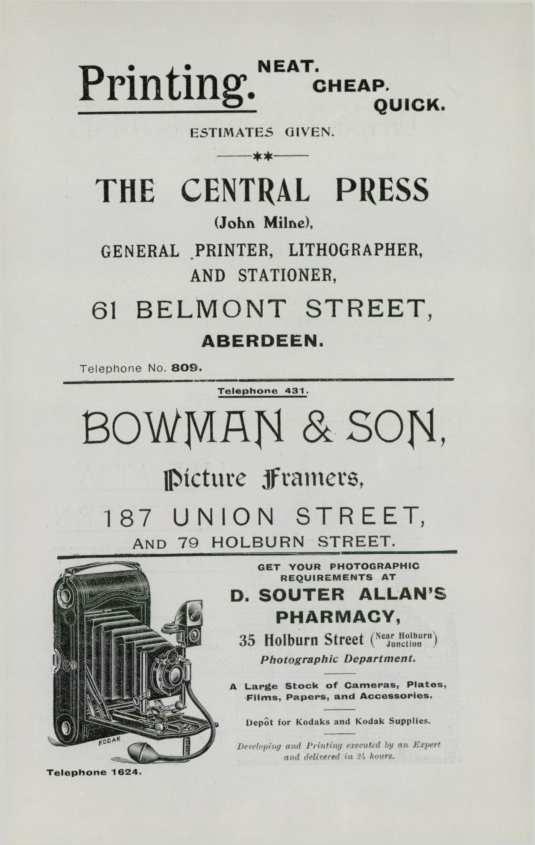 Printing. NEAT.
CHEAP.
QUICK.
ESTIMATES GIVEN.
THE CENTRAL PRESS
(John Milne),
GENERAL PRINTER, LITHOGRAPHER,
AND STATIONER,
61 BELMONT STREET,
ABERDEEN.
Telephone No. 809.
Telephone 431.
BOWMAN & SON,
Picture Framers,
187 UNION STREET,
AND 79 HOLBURN STREET.
GET YOUR PHOTOGRAPHIC
REQUIREMENTS AT
D. SOUTER ALLAN'S
PHARMACY,
35 Holburn Street (Near Holburn Junction)
Photographic Department.
A Large Stock of Cameras, Plates,
Films, Papers, and Accessories.
Depôt for Kodaks and Kodak Supplies.
Developing and Printing executed by an Expert
and delivered in 24 hours.
KODAK
Telephone 1624.